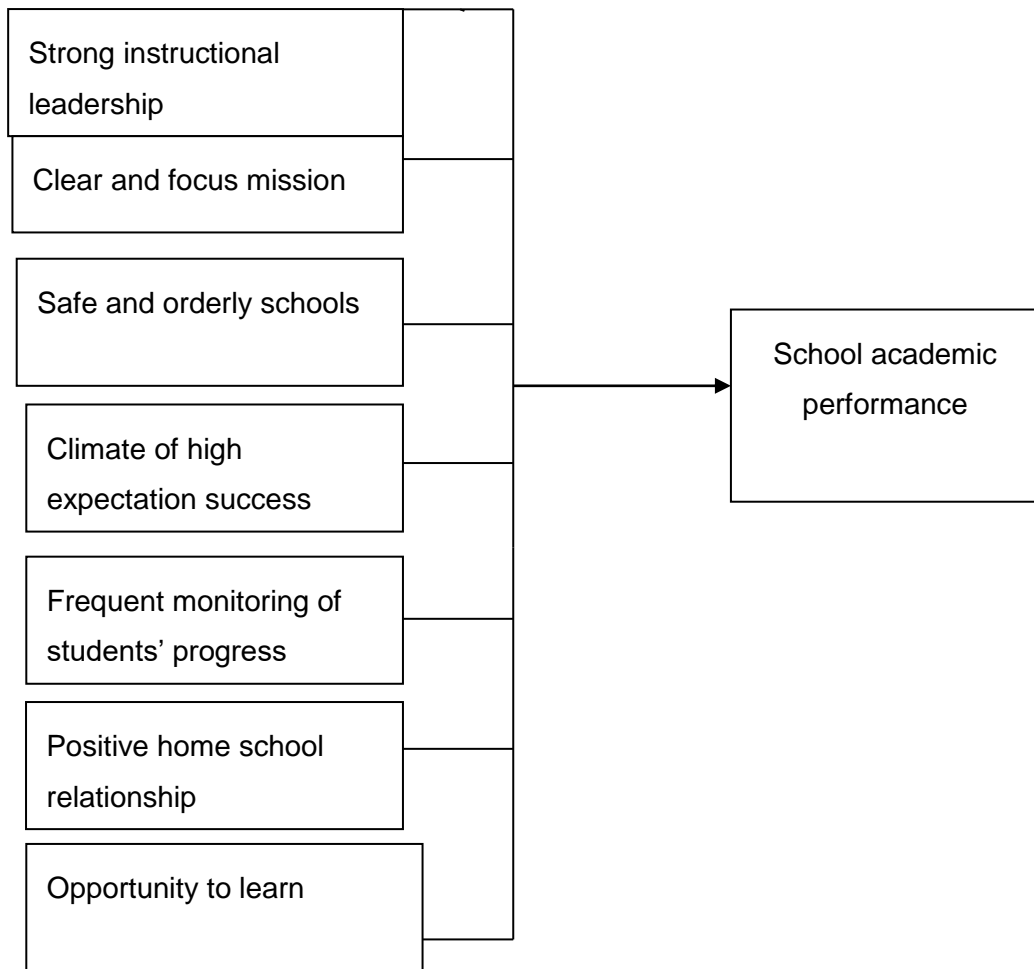 Strong instructional
leadership
Clear and focus mission
Safe and orderly schools
Climate of high
expectation success
Frequent monitoring of
students’ progress
Positive home school
relationship
Opportunity to learn
School academic
performance